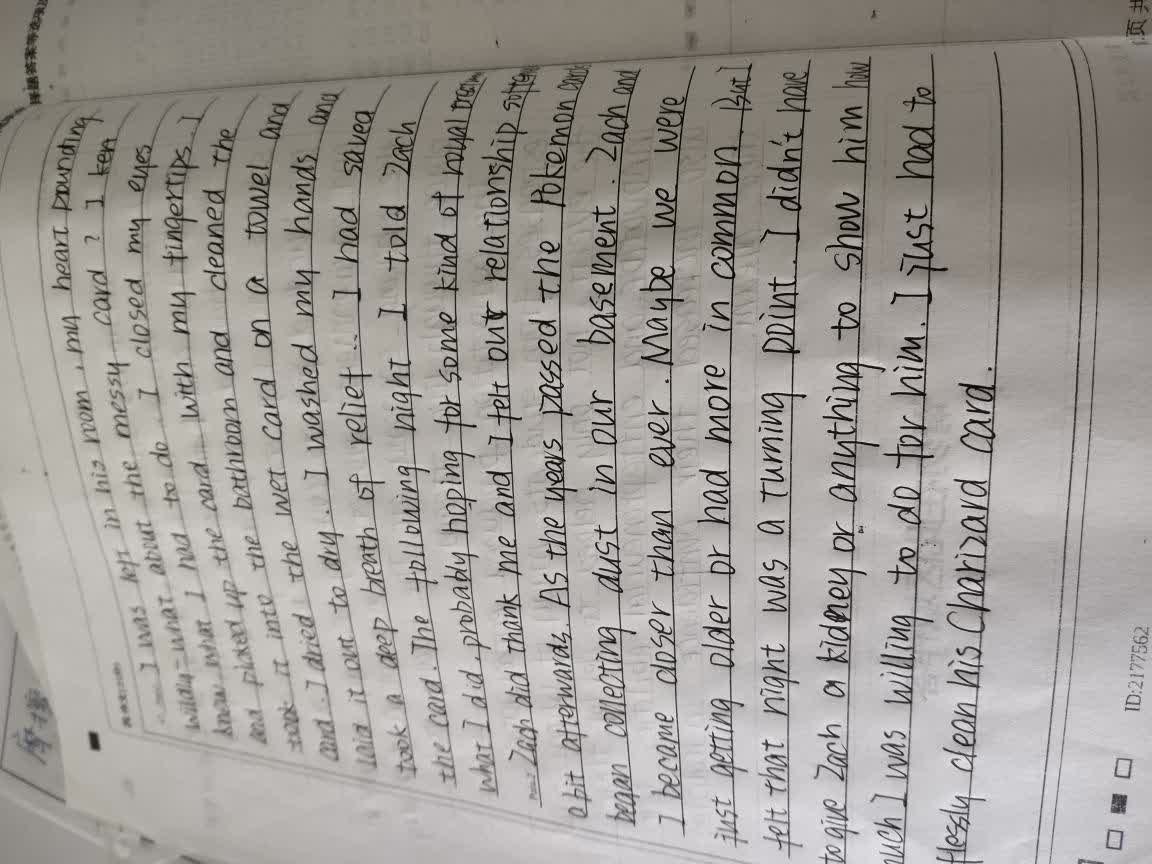 I was left in his room, my heart pounding
wildly - what about the messy card? I
know what I had to do. I closed my eyes
and picked up the card with my fingertips. I
took it into the bathroom and cleaned the
card. I dried the wet card on a towel and
laid it out to dry. I washed my hands and
took a deep breath of relief.. I had saved
the card. The following night I told Zach
what I did, probably hoping for some kind of
Zach did thank me and I felt our relationship
a bit afterwards. As the years passed the Pokemon cards
began collecting dust in our basement. Zach and
I became closer than ever. Maybe we were
just getting older or had more in common. But I
felt that night was a turning point. I didn't have
to give Zach a kidney or anything to show him how
much I was willing to do for him. I just had to
clean his Charizard card.
ID:2177562